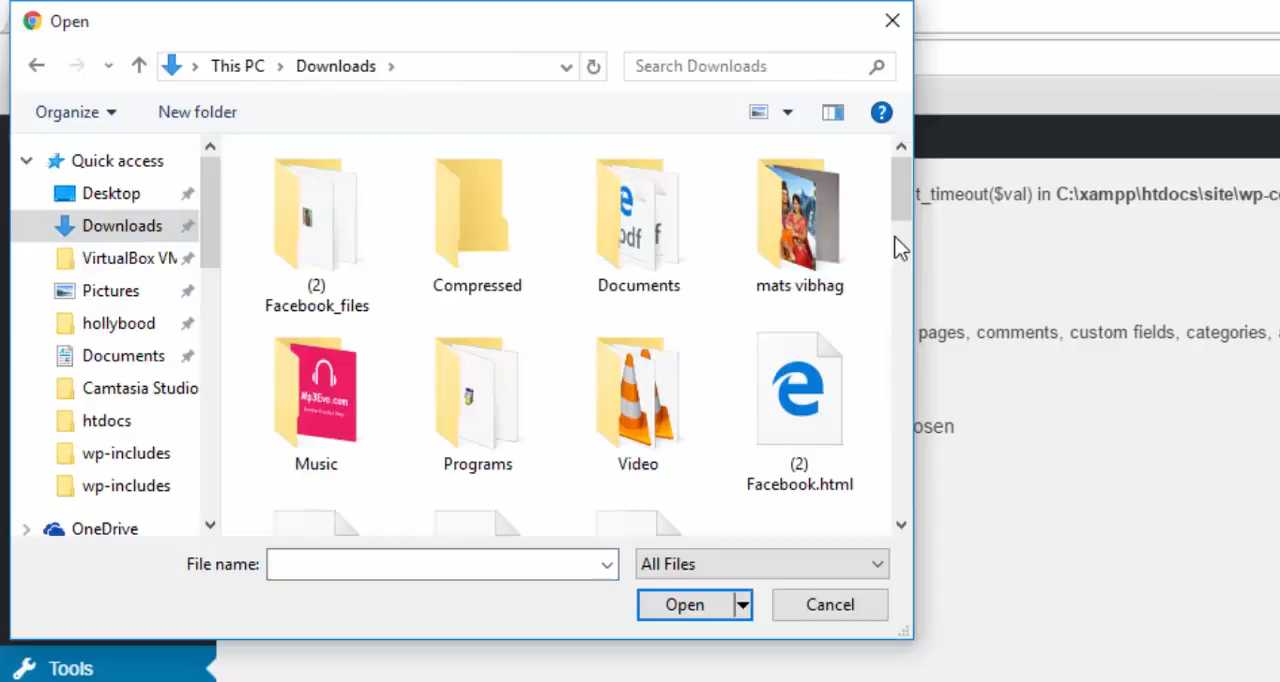 Open
This PC > Downloads >
Search Downloads
Organize
New folder
?
Quick access
Desktop
Downloads
VirtualBox VM
Pictures
hollybood
Documents
Camtasia Studio
htdocs
wp-includes
wp-includes
OneDrive
(2)
Facebook_files
Compressed
pdf f
Documents
mats vibhag
Mp3Evo.com
Music
Programs
Video
(2)
Facebook.html
t_timeout($val) in C:\xampp\htdocs\site\wp-c
pages, comments, custom fields, categories,
osen
File name:
All Files
Open
Cancel
Tools